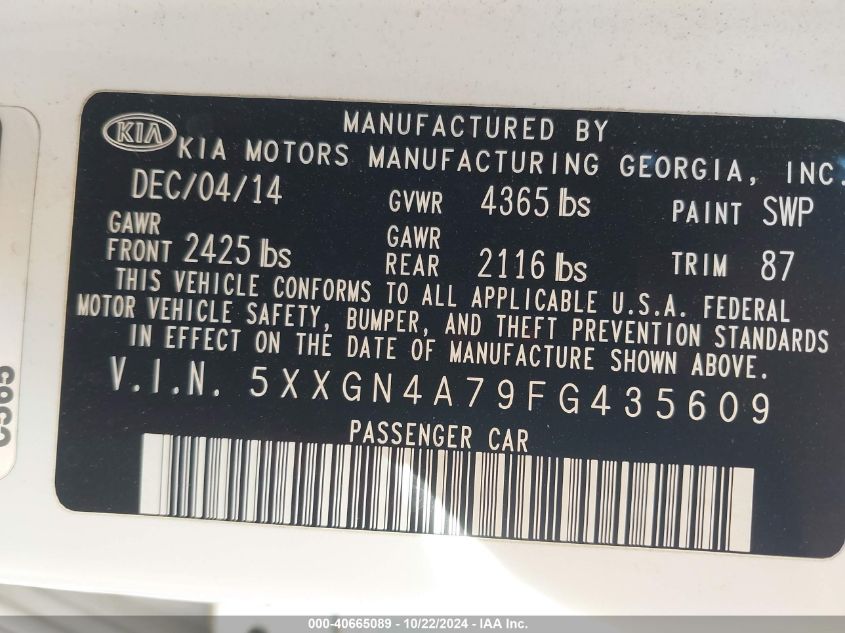 KIA
MANUFACTURED BY
KIA MOTORS MANUFACTURING GEORGIA, INC.
DEC/04/14 GVWR 4365 lbs PAINT SWP
GAWR FRONT 2425 lbs GAWR REAR 2116 lbs TRIM 87
THIS VEHICLE CONFORMS TO ALL APPLICABLE U.S.A. FEDERAL
MOTOR VEHICLE SAFETY, BUMPER, AND THEFT PREVENTION STANDARDS
IN EFFECT ON THE DATE OF MANUFACTURE SHOWN ABOVE.
V.I.N. 5XXGN4A79FG435609
PASSENGER CAR
000-40665089 - 10/22/2024 - IAA Inc.